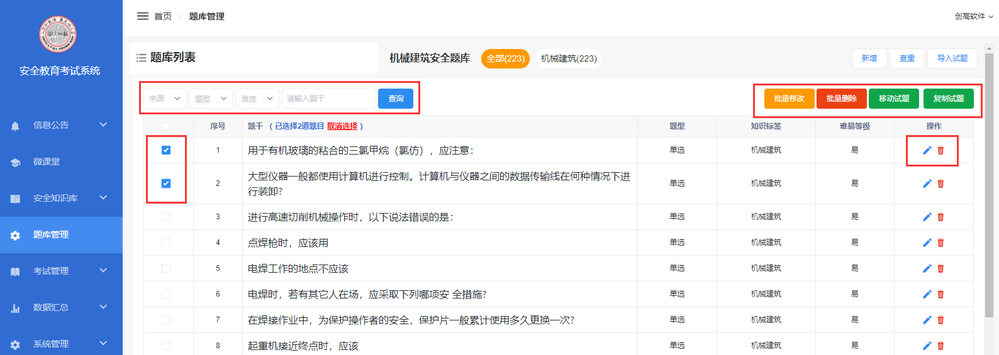 首页 / 题库管理
创高软件
安全教育考试系统
信息公告
微课堂
安全知识库
题库管理
考试管理
数据汇总
系统管理
题库列表
机械建筑安全题库 全部(223) 机械建筑(223)
新增 查重 导入试题
来源 题型 难度 请输入题干 查询
批量修改 批量删除 移动试题 复制试题
序号 题干 （已选择2道题目 取消选择 ） 题型 知识标签 难易等级 操作
1 用于有机玻璃的粘合的三氯甲烷（氯仿），应注意： 单选 机械建筑 易
2 大型仪器一般都使用计算机进行控制。计算机与仪器之间的数据传输线在何种情况下进
行装卸? 单选 机械建筑 易
3 进行高速切削机械操作时，以下说法错误的是： 单选 机械建筑 易
4 点焊枪时，应该用 单选 机械建筑 易
5 电焊工作的地点不应该 单选 机械建筑 易
6 电焊时，若有其它人在场，应采取下列哪项安 全措施? 单选 机械建筑 易
7 在焊接作业中，为保护操作者的安全，保护片一般累计使用多久更换一次? 单选 机械建筑 易
8 起重机接近终点时，应该 单选 机械建筑 易